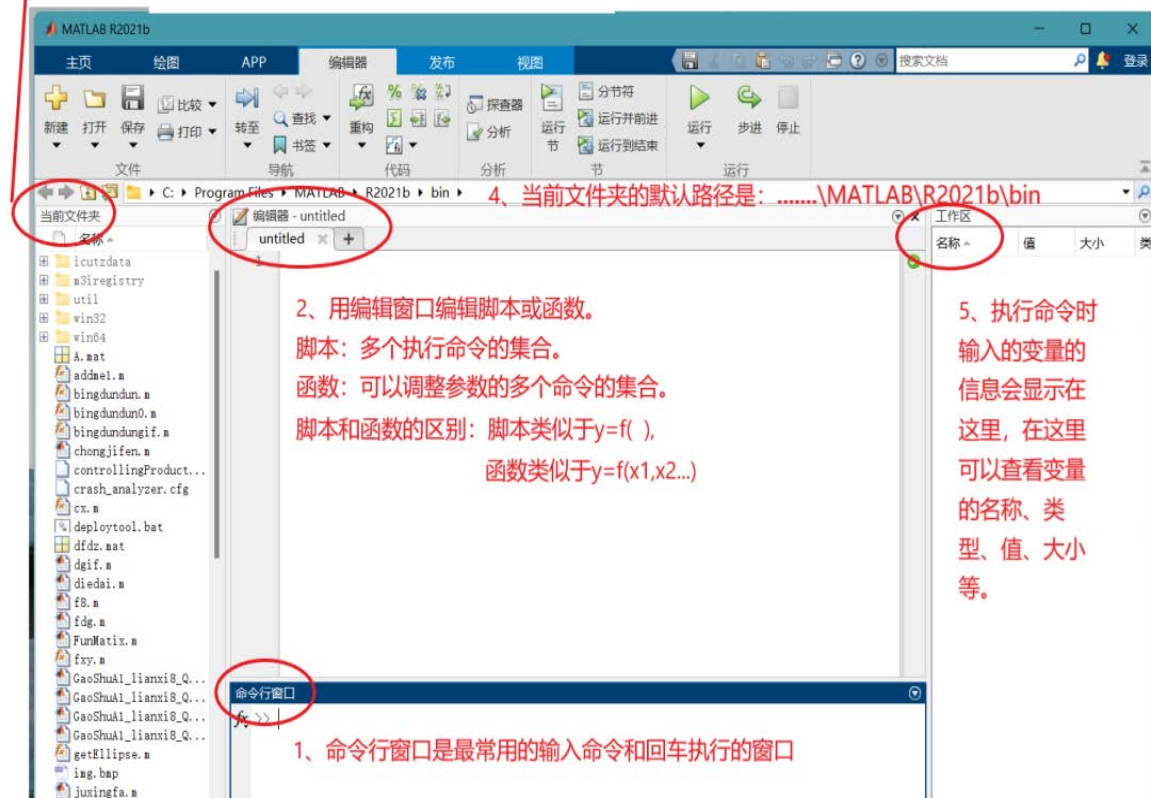 MATLAB R2021b
主页 绘图 APP 编辑器 发布 视图 搜索文档 登录
新建 打开 保存 比较 打印 转至 查找 书签 重构 探查器 分析 运行节 分节符 运行并前进 运行到结束 运行 步进 停止
文件 导航 代码 分析 节 运行
C: Program Files MATLAB R2021b bin
4、当前文件夹的默认路径是：.......\MATLAB\R2021b\bin
当前文件夹
名称
icutzdata
m3iregistry
util
win32
win64
A.mat
addme1.m
bingdundun.m
bingdundun0.m
bingdundungif.m
chongjifen.m
controllingProduct...
crash_analyzer.cfg
cx.m
deploytool.bat
dfdz.mat
dgif.m
diedai.m
f8.m
fdg.m
FunMatix.m
fxy.m
GaoShuA1_lianxi8_Q...
GaoShuA1_lianxi8_Q...
GaoShuA1_lianxi8_Q...
GaoShuA1_lianxi8_Q...
getEllipse.m
img.bmp
juxingfa.m
编辑器 - untitled
untitled
1
2、用编辑窗口编辑脚本或函数。
脚本：多个执行命令的集合。
函数：可以调整参数的多个命令的集合。
脚本和函数的区别：脚本类似于y=f( ),
函数类似于y=f(x1,x2...)
命令行窗口
fx >>
1、命令行窗口是最常用的输入命令和回车执行的窗口
工作区
名称 值 大小 类
5、执行命令时
输入的变量的
信息会显示在
这里，在这里
可以查看变量
的名称、类
型、值、大小
等。